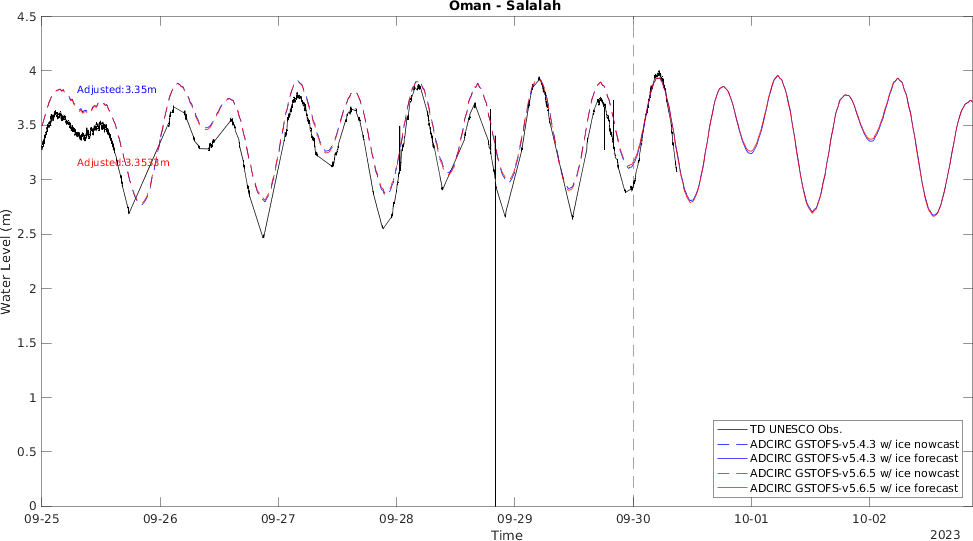 Oman - Salalah
4.5
4
3.5
3
2.5
2
1.5
1
0.5
0
Water Level (m)
Adjusted:3.35m
Adjusted:3.3533m
TD UNESCO Obs.
ADCIRC GSTOFS-v5.4.3 w/ ice nowcast
ADCIRC GSTOFS-v5.4.3 w/ ice forecast
ADCIRC GSTOFS-v5.6.5 w/ ice nowcast
ADCIRC GSTOFS-v5.6.5 w/ ice forecast
09-25 09-26 09-27 09-28 09-29 09-30 10-01 10-02
Time
2023